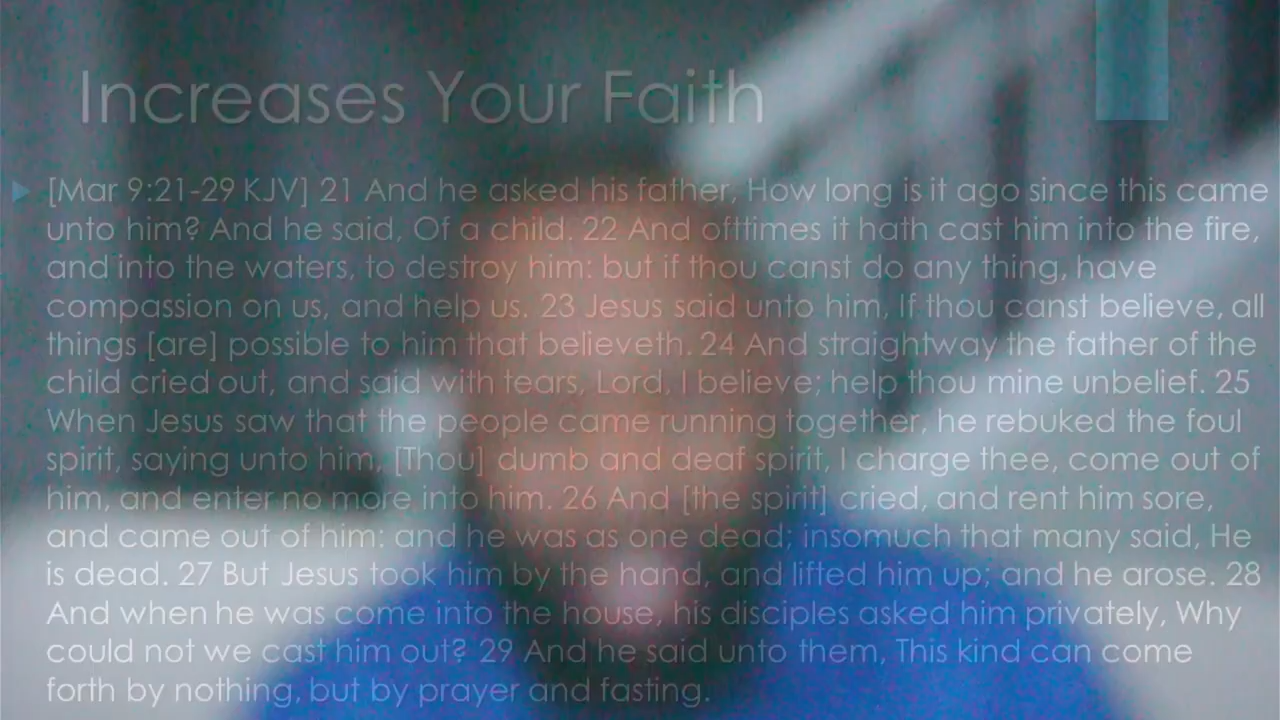 Increases Your Faith
[Mar 9:21-29 KJV] 21 And he asked his father, How long is it ago since this came
unto him? And he said, Of a child. 22 And ofttimes it hath cast him into the fire,
and into the waters, to destroy him: but if thou canst do any thing, have
compassion on us, and help us. 23 Jesus said unto him, If thou canst believe, all
things [are] possible to him that believeth. 24 And straightway the father of the
child cried out, and said with tears, Lord, I believe; help thou mine unbelief. 25
When Jesus saw that the people came running together, he rebuked the foul
spirit, saying unto him, [Thou] dumb and deaf spirit, I charge thee, come out of
him, and enter no more into him. 26 And [the spirit] cried, and rent him sore,
and came out of him: and he was as one dead; insomuch that many said, He
is dead. 27 But Jesus took him by the hand, and lifted him up; and he arose. 28
And when he was come into the house, his disciples asked him privately, Why
could not we cast him out? 29 And he said unto them, This kind can come
forth by nothing, but by prayer and fasting.